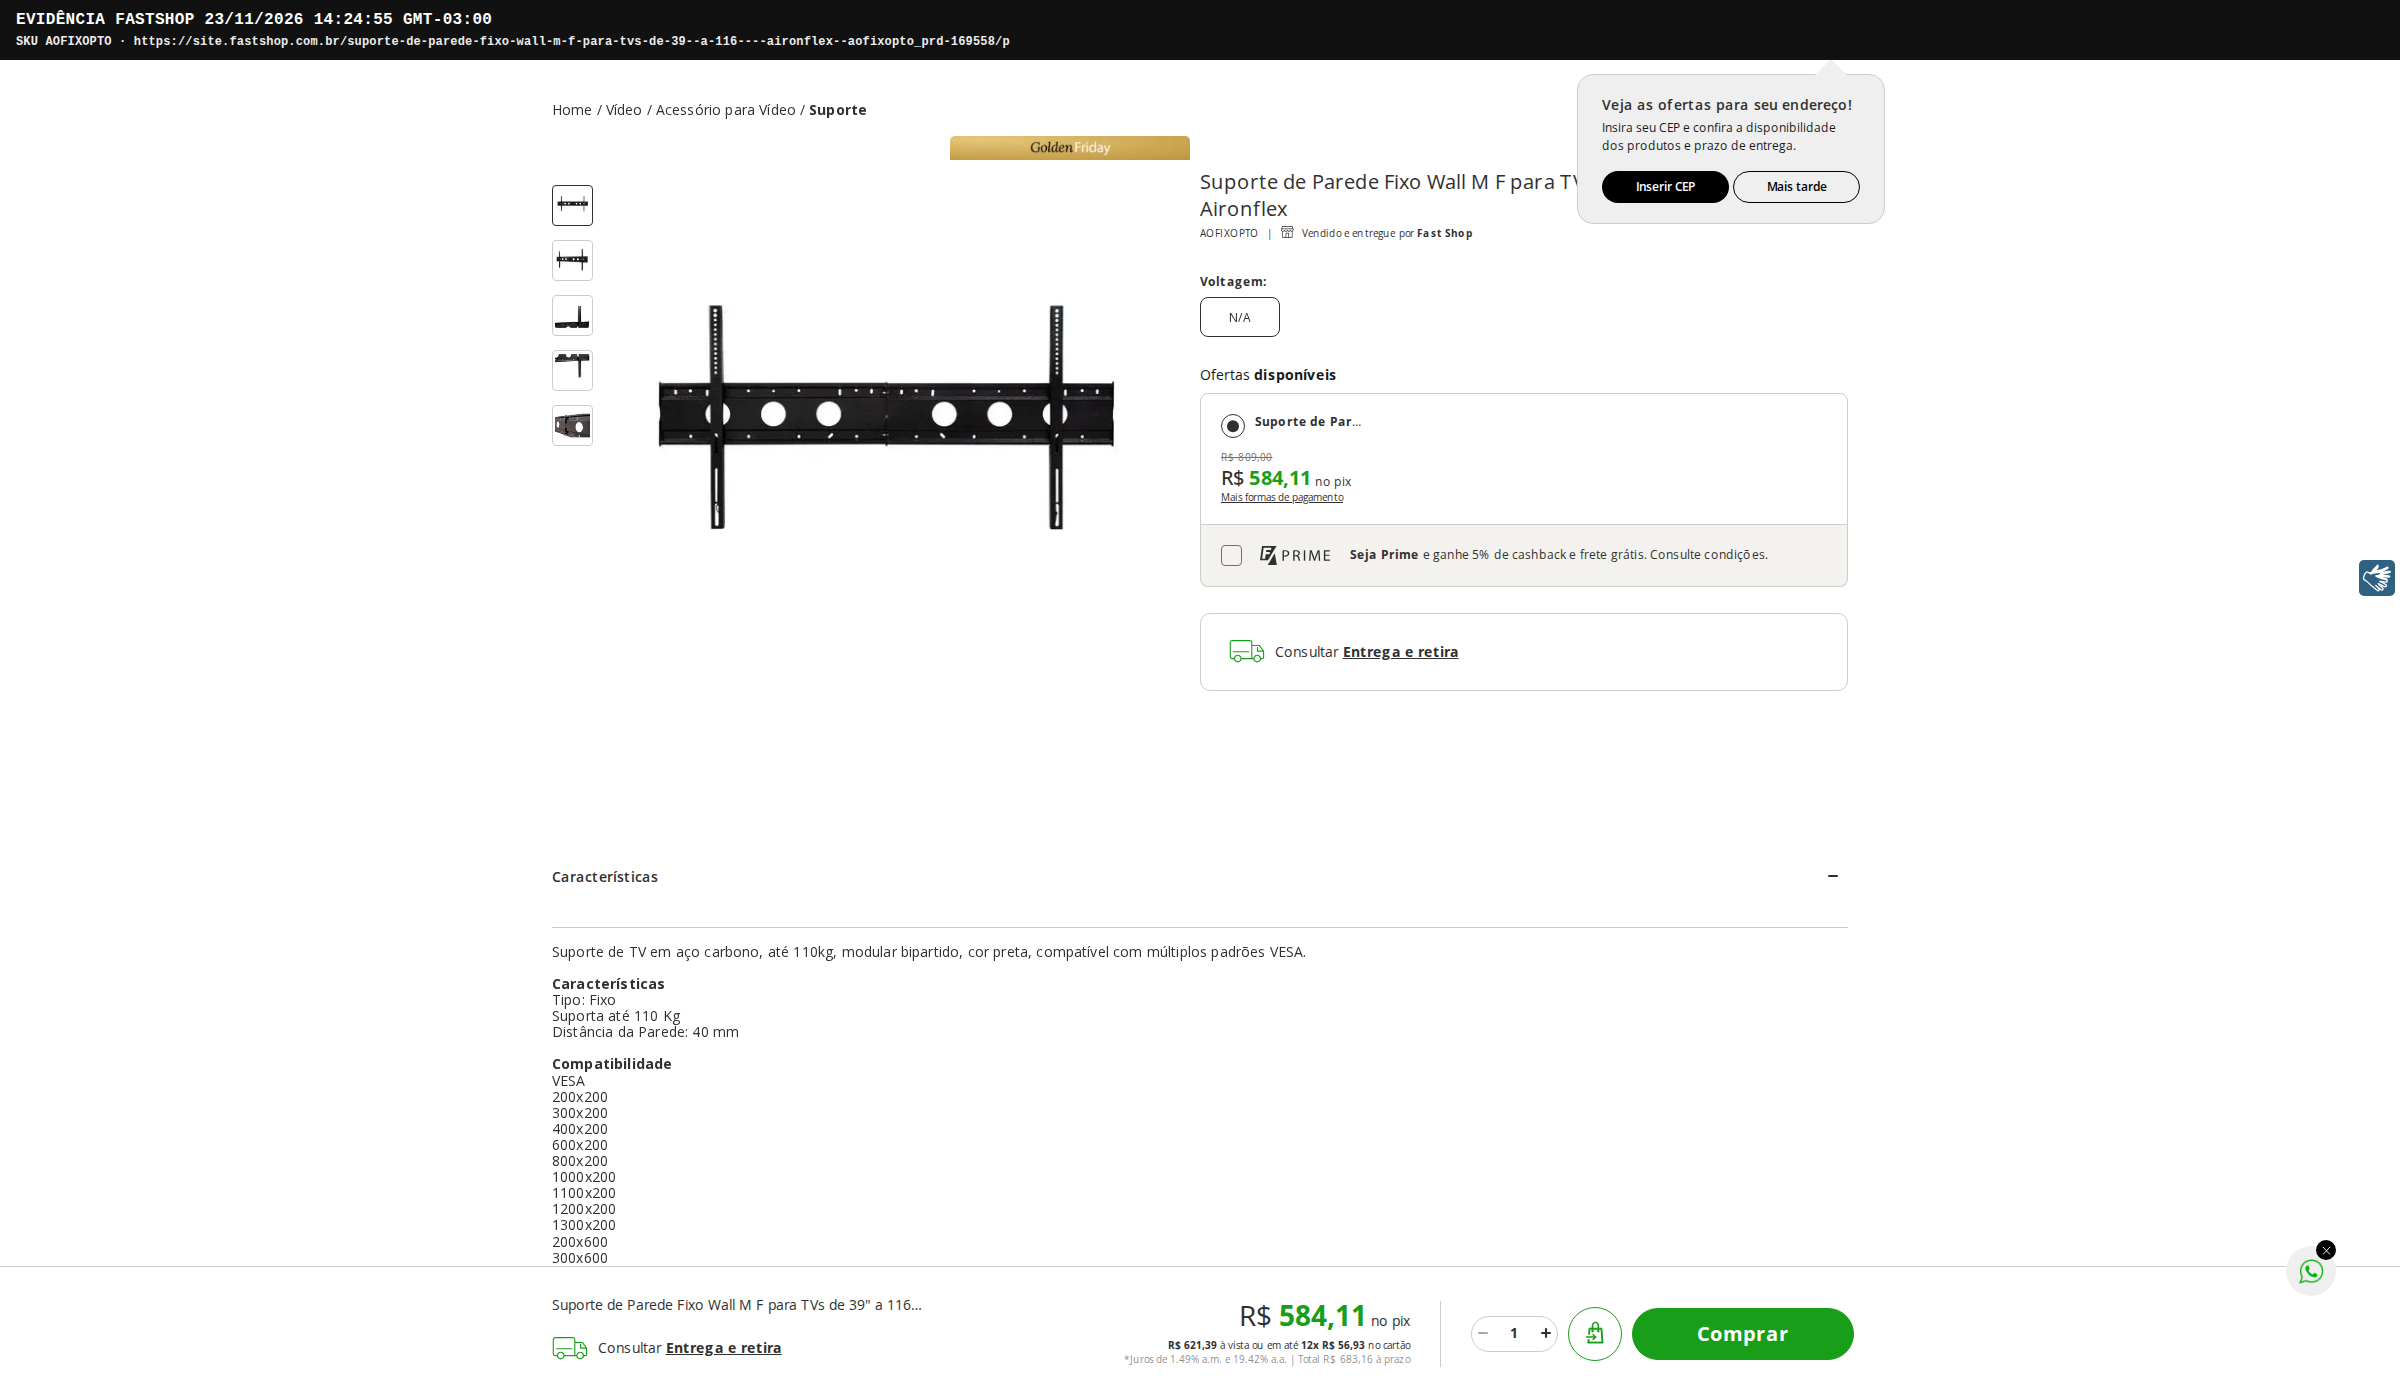 EVIDÊNCIA FASTSHOP 23/11/2026 14:24:55 GMT-03:00
SKU AOFIXOPTO · https://site.fastshop.com.br/suporte-de-parede-fixo-wall-m-f-para-tvs-de-39--a-116----aironflex--aofixopto_prd-169558/p
Home / Vídeo / Acessório para Vídeo / Suporte
Veja as ofertas para seu endereço!
Insira seu CEP e confira a disponibilidade
dos produtos e prazo de entrega.
Inserir CEP Mais tarde
Golden Friday
Suporte de Parede Fixo Wall M F para TV
Aironflex
AOFIXOPTO | Vendido e entregue por Fast Shop
Voltagem:
N/A
Ofertas disponíveis
Suporte de Par...
R$ 809,00
R$ 584,11 no pix
Mais formas de pagamento
PRIME Seja Prime e ganhe 5% de cashback e frete grátis. Consulte condições.
Consultar Entrega e retira
Características
Suporte de TV em aço carbono, até 110kg, modular bipartido, cor preta, compatível com múltiplos padrões VESA.
Características
Tipo: Fixo
Suporta até 110 Kg
Distância da Parede: 40 mm
Compatibilidade
VESA
200x200
300x200
400x200
600x200
800x200
1000x200
1100x200
1200x200
1300x200
200x600
300x600
Suporte de Parede Fixo Wall M F para TVs de 39" a 116...
Consultar Entrega e retira
R$ 584,11 no pix
R$ 621,39 à vista ou em até 12x R$ 56,93 no cartão
*Juros de 1.49% a.m. e 19.42% a.a. | Total R$ 683,16 à prazo
1
Comprar